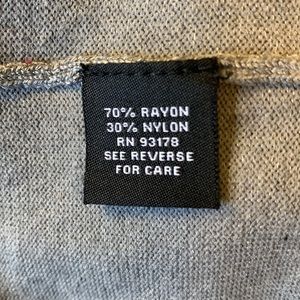 70% RAYON
30% NYLON
RN 93178
SEE REVERSE
FOR CARE